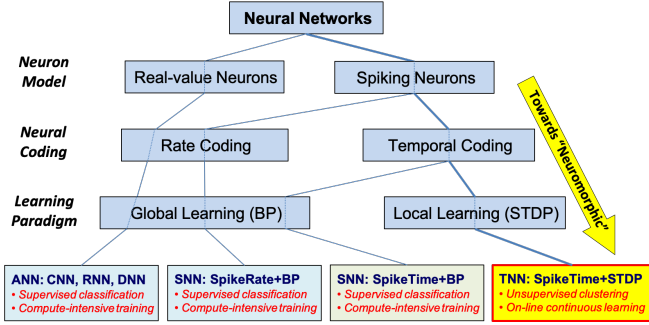 Neural Networks
Neuron
Model
Real-value Neurons
Spiking Neurons
Towards "Neuromorphic"
Neural
Coding
Rate Coding
Temporal Coding
Learning
Paradigm
Global Learning (BP)
Local Learning (STDP)
ANN: CNN, RNN, DNN
• Supervised classification
• Compute-intensive training
SNN: SpikeRate+BP
• Supervised classification
• Compute-intensive training
SNN: SpikeTime+BP
• Supervised classification
• Compute-intensive training
TNN: SpikeTime+STDP
• Unsupervised clustering
• On-line continuous learning